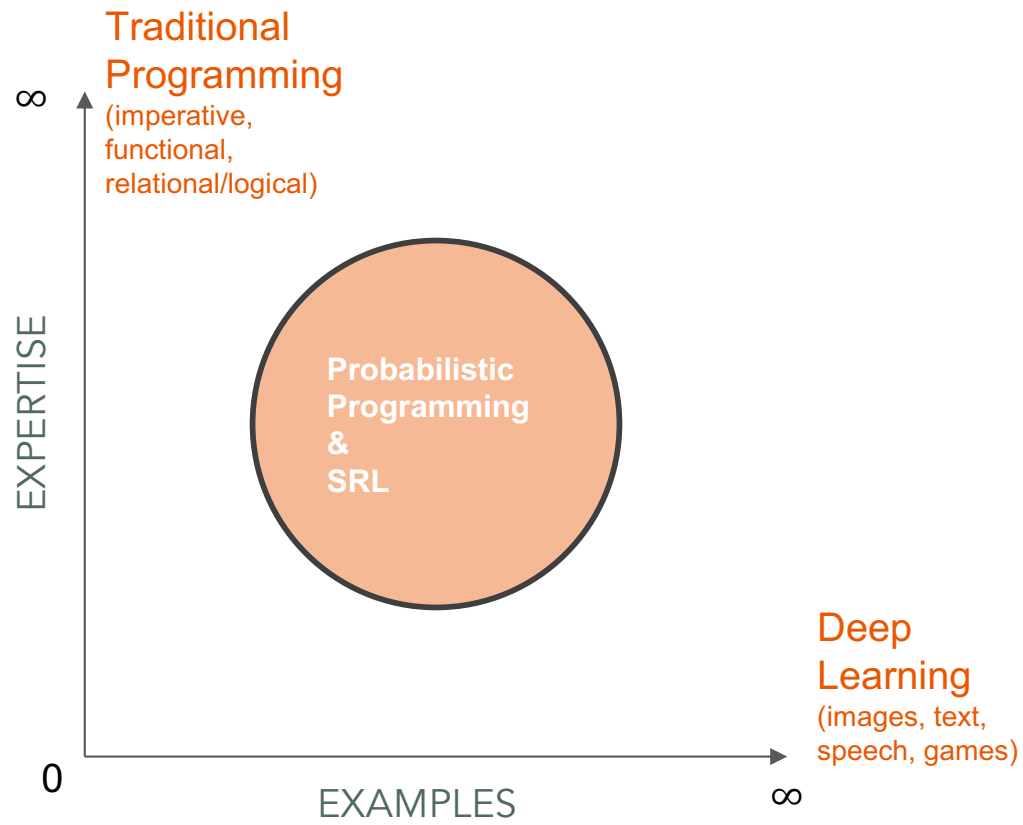 Traditional
Programming
(imperative,
functional,
relational/logical)
∞
EXPERTISE
Probabilistic
Programming
&
SRL
Deep
Learning
(images, text,
speech, games)
0
EXAMPLES
∞